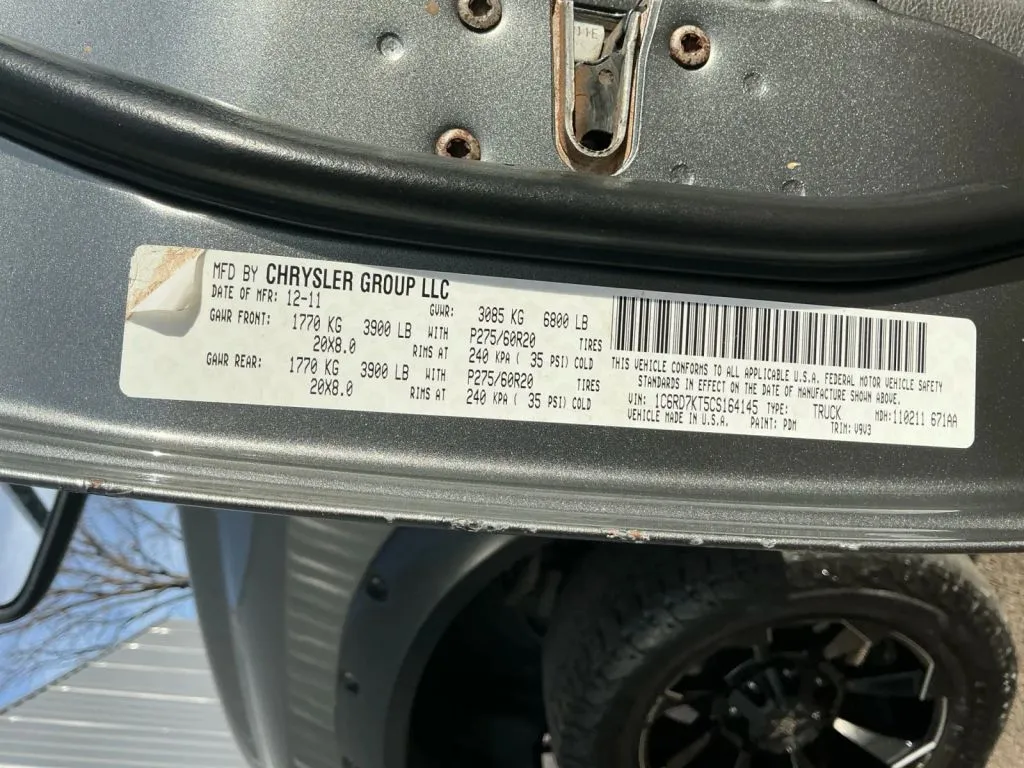 MFD BY CHRYSLER GROUP LLC
DATE OF MFR: 12-11 GVWR: 3085 KG 6800 LB
GAWR FRONT: 1770 KG 3900 LB WITH P275/60R20 TIRES
20X8.0 RIMS AT 240 KPA ( 35 PSI) COLD
GAWR REAR: 1770 KG 3900 LB WITH P275/60R20 TIRES
20X8.0 RIMS AT 240 KPA ( 35 PSI) COLD
THIS VEHICLE CONFORMS TO ALL APPLICABLE U.S.A. FEDERAL MOTOR VEHICLE SAFETY
STANDARDS IN EFFECT ON THE DATE OF MANUFACTURE SHOWN ABOVE.
VIN: 1C6RD7KT5CS164145 TYPE: TRUCK MDH:110211 671AA
VEHICLE MADE IN U.S.A. PAINT: PDM TRIM: V9V3